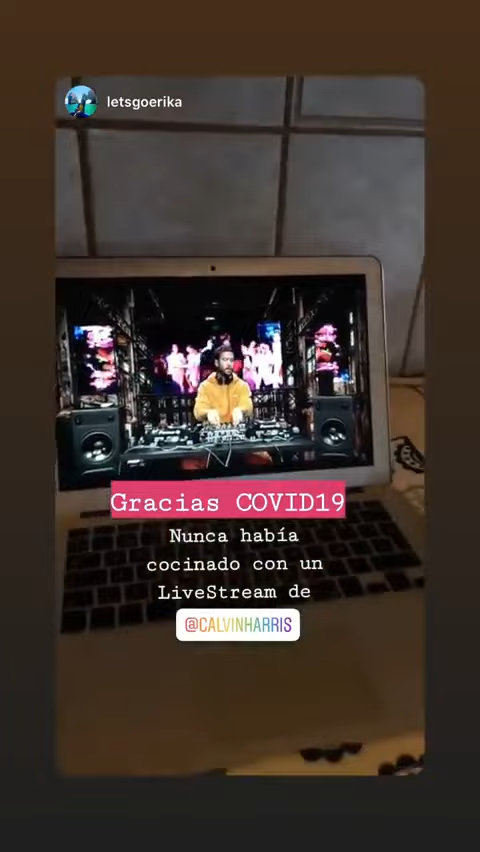 letsgoerika
Gracias COVID19
Nunca había
cocinado con un
LiveStream de
@CALVINHARRIS